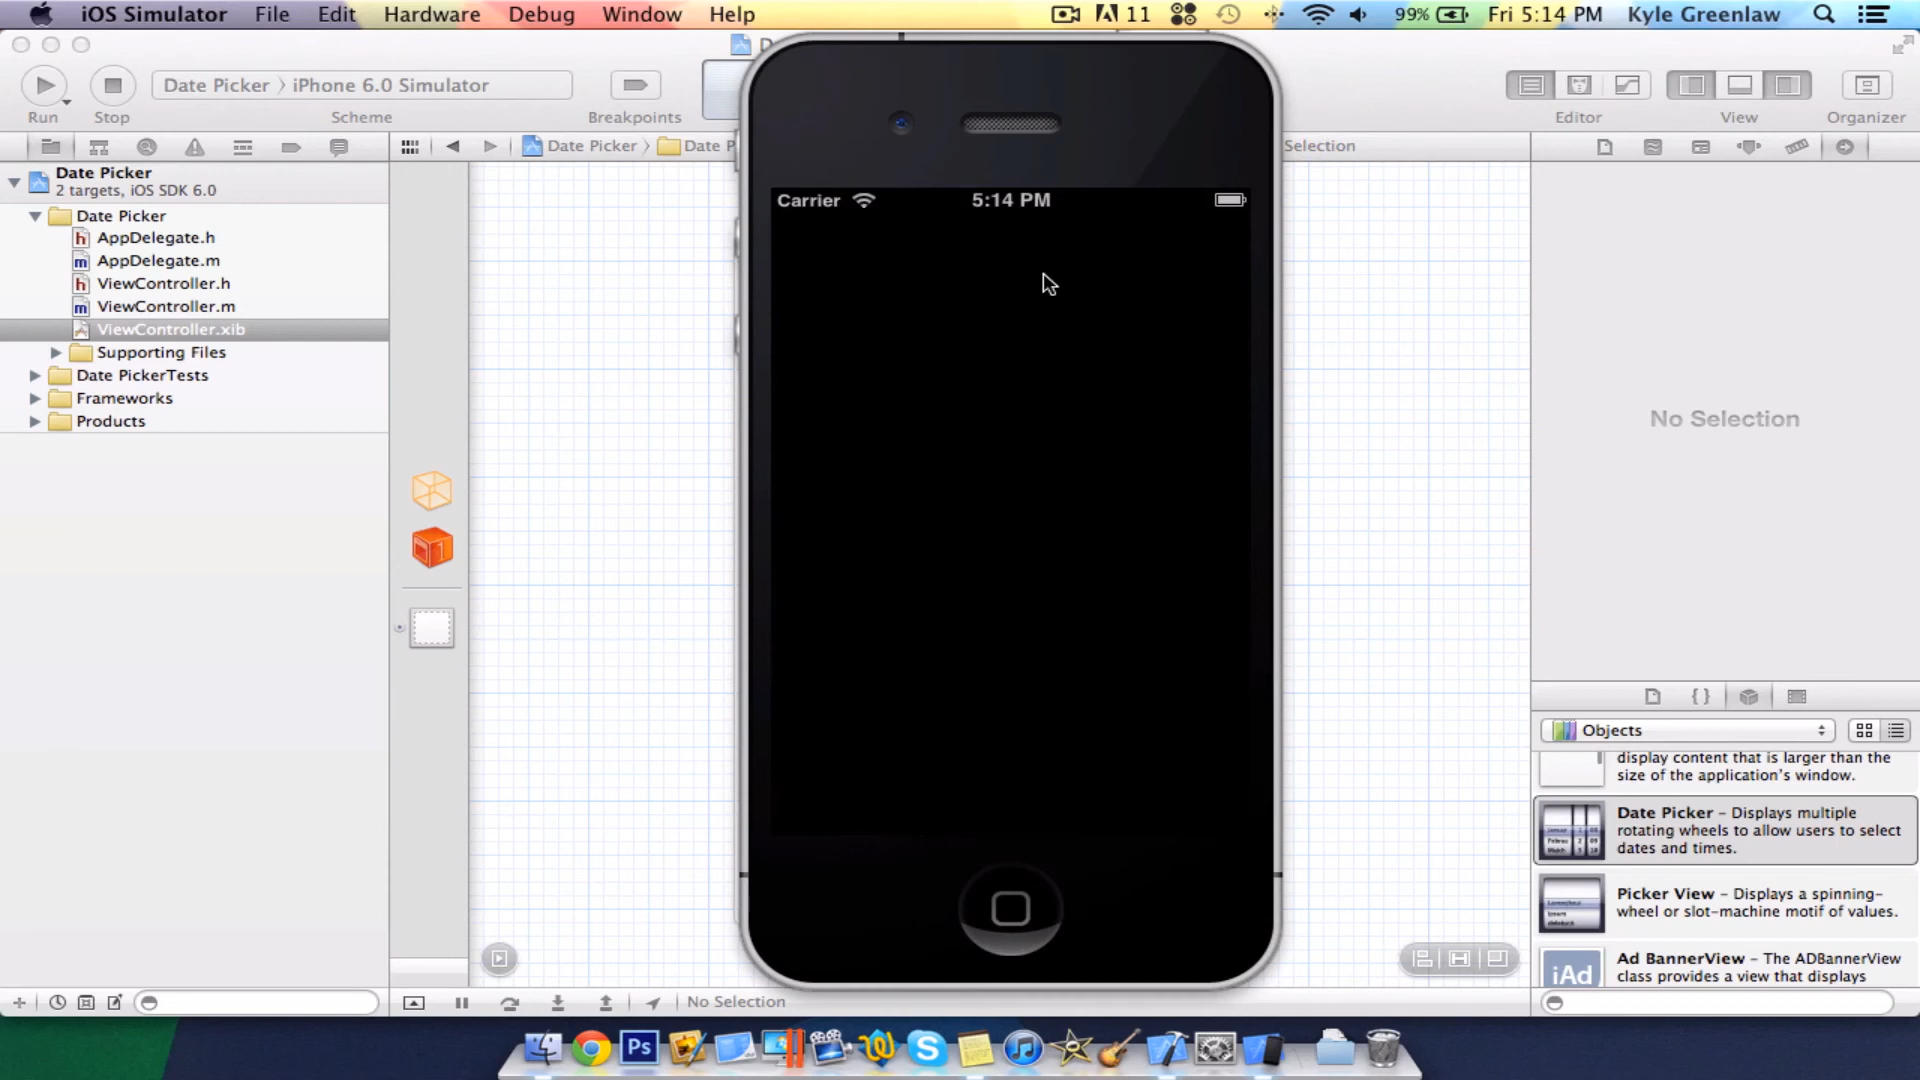 iOS Simulator File Edit Hardware Debug Window Help 11 99% Fri 5:14 PM Kyle Greenlaw
Date Picker 〉 iPhone 6.0 Simulator
Run Stop Scheme Breakpoints Editor View Organizer
Date Picker 〉 Date P Selection
Date Picker
2 targets, iOS SDK 6.0
Date Picker
h AppDelegate.h
m AppDelegate.m
h ViewController.h
m ViewController.m
ViewController.xib
Supporting Files
Date PickerTests
Frameworks
Products
Carrier 5:14 PM
No Selection
{ }
Objects
display content that is larger than the
size of the application's window.
Date Picker – Displays multiple
rotating wheels to allow users to select
dates and times.
Picker View – Displays a spinning-
wheel or slot-machine motif of values.
iAd
Ad BannerView – The ADBannerView
class provides a view that displays
No Selection
Ps